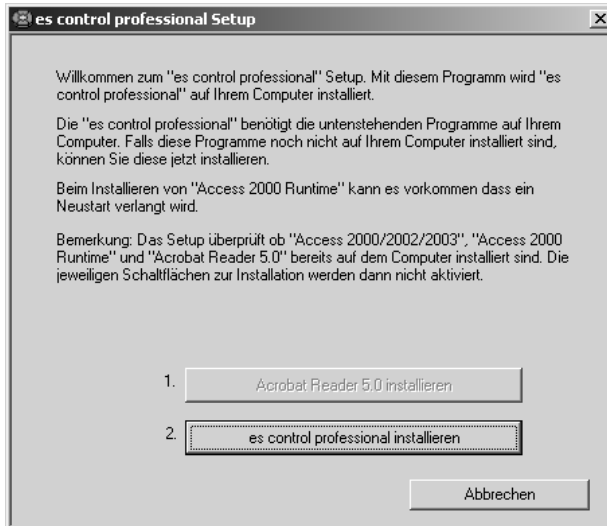 es control professional Setup
Willkommen zum "es control professional" Setup. Mit diesem Programm wird "es
control professional" auf Ihrem Computer installiert.
Die "es control professional" benötigt die untenstehenden Programme auf Ihrem
Computer. Falls diese Programme noch nicht auf Ihrem Computer installiert sind,
können Sie diese jetzt installieren.
Beim Installieren von "Access 2000 Runtime" kann es vorkommen dass ein
Neustart verlangt wird.
Bemerkung: Das Setup überprüft ob "Access 2000/2002/2003", "Access 2000
Runtime" und "Acrobat Reader 5.0" bereits auf dem Computer installiert sind. Die
jeweiligen Schaltflächen zur Installation werden dann nicht aktiviert.
1. Acrobat Reader 5.0 installieren
2. es control professional installieren
Abbrechen